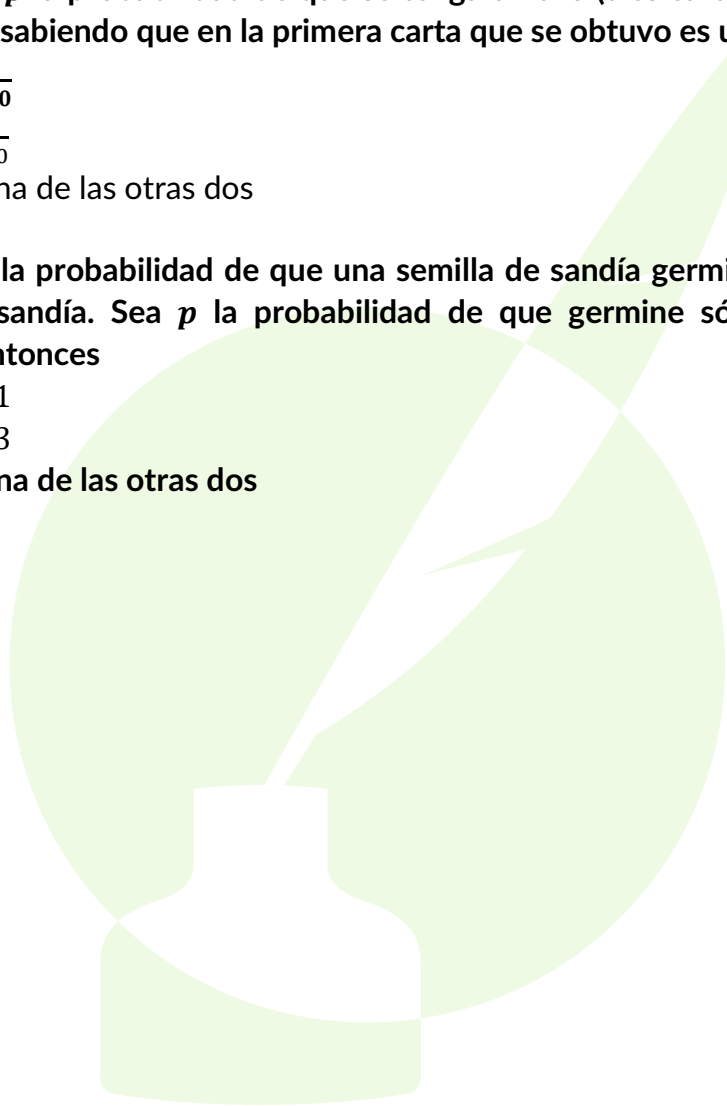 sabiendo que en la primera carta que se obtuvo es
0
0
na de las otras dos
la probabilidad de que una semilla de sandía germi
sandía. Sea p la probabilidad de que germine só
ntonces
1
3
na de las otras dos